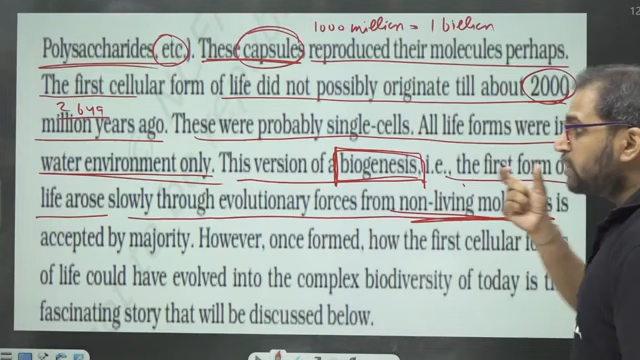 12
1000 million = 1 billion
Polysaccharides, etc.). These capsules reproduced their molecules perhaps.
The first cellular form of life did not possibly originate till about 2000
2 bya
million years ago. These were probably single-cells. All life forms were in
water environment only. This version of a biogenesis, i.e., the first form
life arose slowly through evolutionary forces from non-living is
accepted by majority. However, once formed, how the first cellular
of life could have evolved into the complex biodiversity of today is
fascinating story that will be discussed below.